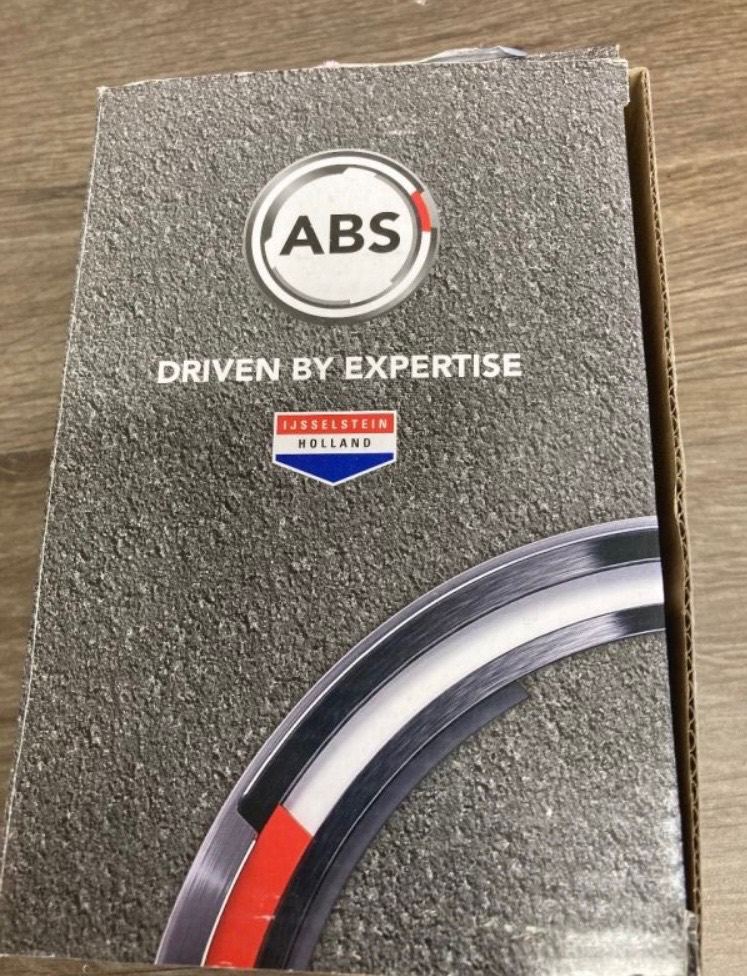 ABS
DRIVEN BY EXPERTISE
IJSSELSTEIN
HOLLAND